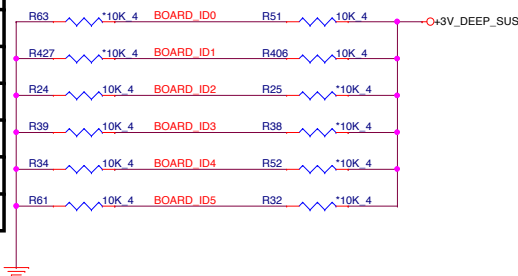 R63 *10K_4 BOARD_ID0 R51 10K_4 +3V_DEEP_SUS
R427 *10K_4 BOARD_ID1 R406 10K_4
R24 10K_4 BOARD_ID2 R25 *10K_4
R39 10K_4 BOARD_ID3 R38 *10K_4
R34 10K_4 BOARD_ID4 R52 *10K_4
R61 10K_4 BOARD_ID5 R32 *10K_4